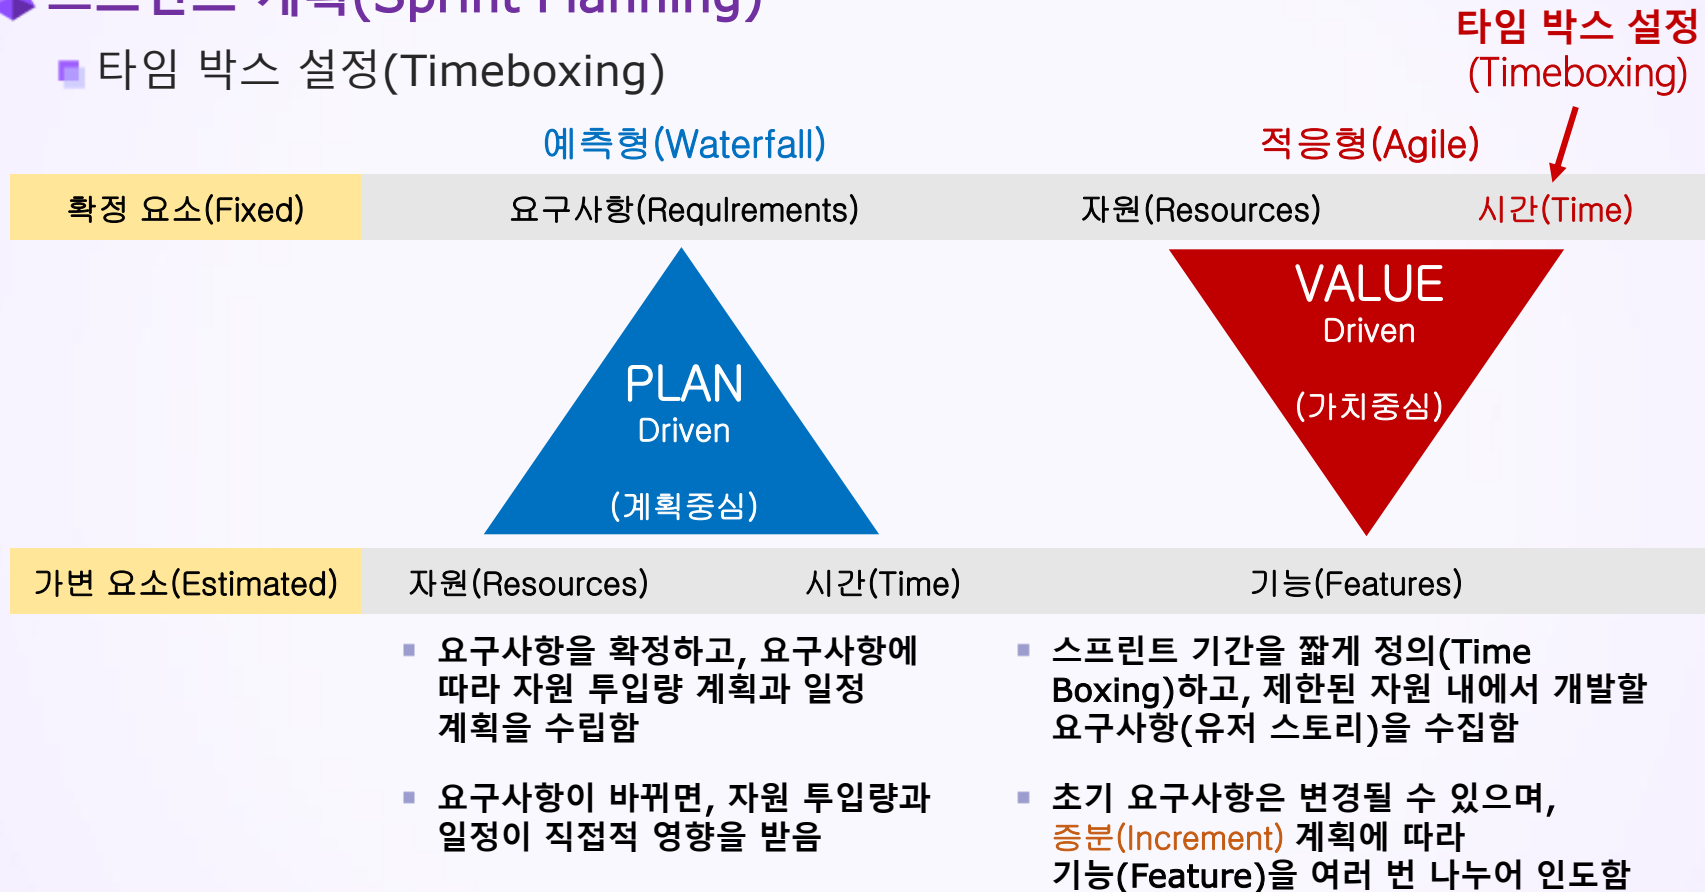 스프린트 계획(Sprint Planning)
타임 박스 설정(Timeboxing)
타임 박스 설정
(Timeboxing)
예측형(Waterfall)
적응형(Agile)
확정 요소(Fixed)
요구사항(RequIrements)
자원(Resources)
시간(Time)
PLAN
Driven
(계획중심)
VALUE
Driven
(가치중심)
가변 요소(Estimated)
자원(Resources)
시간(Time)
기능(Features)
요구사항을 확정하고, 요구사항에
따라 자원 투입량 계획과 일정
계획을 수립함
요구사항이 바뀌면, 자원 투입량과
일정이 직접적 영향을 받음
스프린트 기간을 짧게 정의(Time
Boxing)하고, 제한된 자원 내에서 개발할
요구사항(유저 스토리)을 수집함
초기 요구사항은 변경될 수 있으며,
증분(Increment) 계획에 따라
기능(Feature)을 여러 번 나누어 인도함